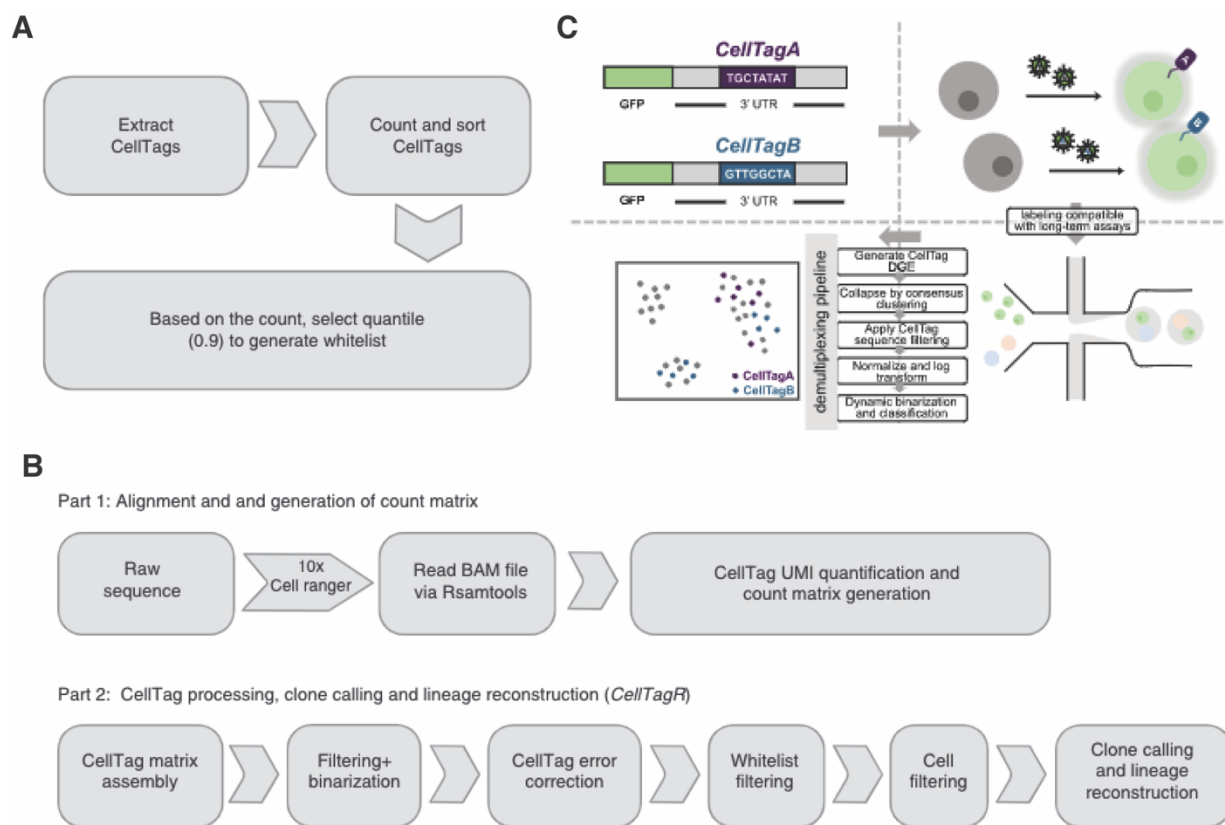 A
Extract
CellTags
Count and sort
CellTags
Based on the count, select quantile
(0.9) to generate whitelist
C
CellTagA
TGCTATAT
GFP
3' UTR
CellTagB
GTTGGCTA
GFP
3' UTR
A
B
labeling compatible
with long-term assays
demultiplexing pipeline
Generate CellTag
DGE
Collapse by consensus
clustering
Apply CellTag
sequence filtering
Normalize and log
transform
Dynamic binarization
and classification
CellTagA
CellTagB
B
Part 1: Alignment and and generation of count matrix
Raw
sequence
10x
Cell ranger
Read BAM file
via Rsamtools
CellTag UMI quantification and
count matrix generation
Part 2: CellTag processing, clone calling and lineage reconstruction (CellTagR)
CellTag matrix
assembly
Filtering+
binarization
CellTag error
correction
Whitelist
filtering
Cell
filtering
Clone calling
and lineage
reconstruction